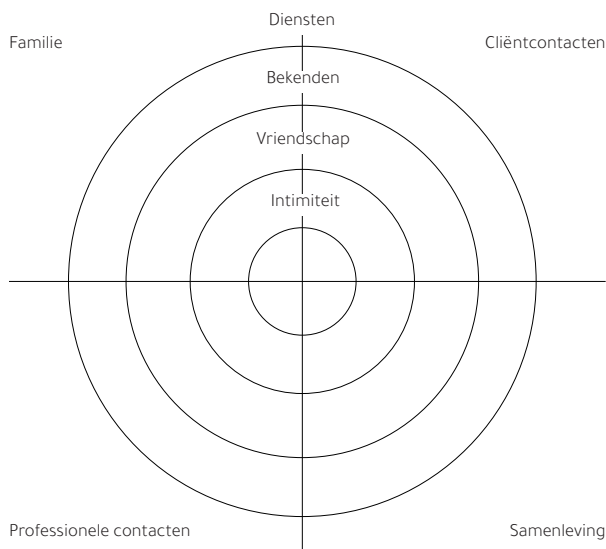 Diensten
Familie
Cliëntcontacten
Bekenden
Vriendschap
Intimiteit
Professionele contacten
Samenleving